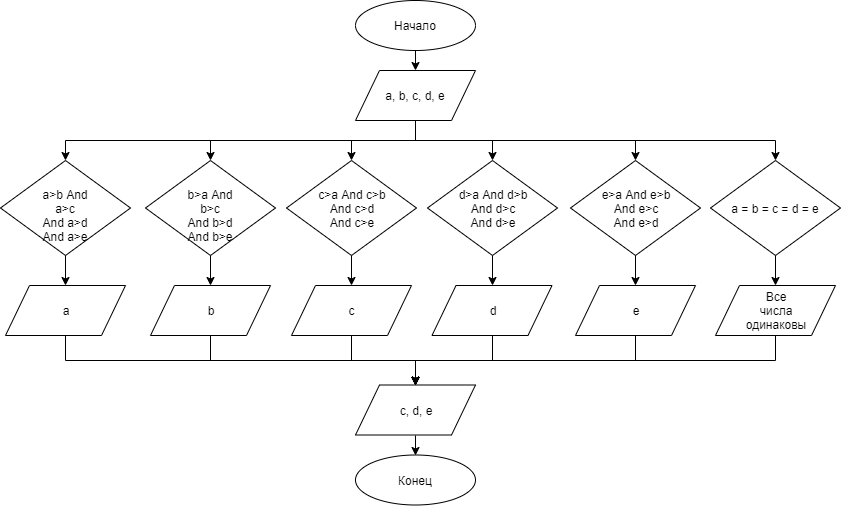 Начало
a, b, c, d, e
a>b And
a>c
And a>d
And a>e
b>a And
b>c
And b>d
And b>e
c>a And c>b
And c>d
And c>e
d>a And d>b
And d>c
And d>e
e>a And e>b
And e>c
And e>d
a = b = c = d = e
a
b
c
d
e
Все
числа
одинаковы
c, d, e
Конец